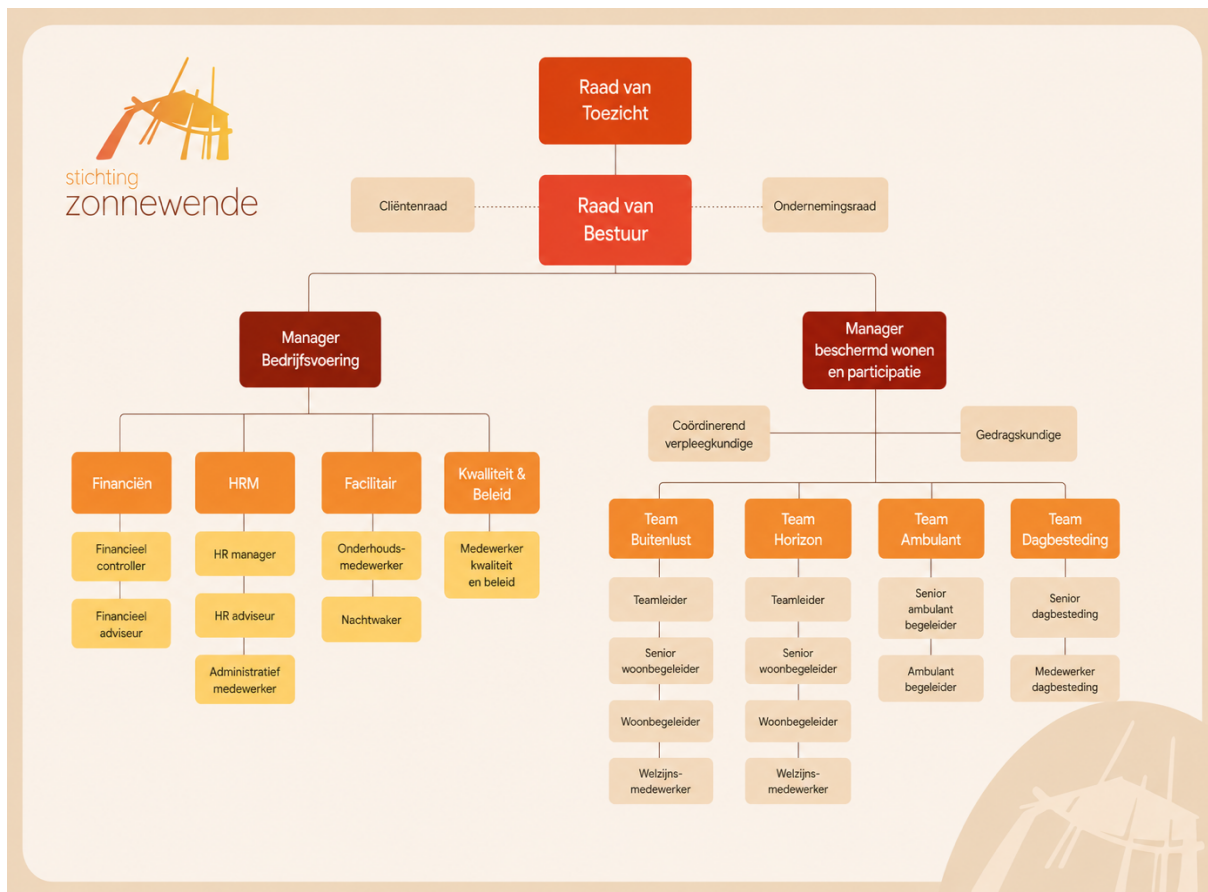 Raad van
Toezicht
stichting
zonnewende
Cliëntenraad
Raad van
Bestuur
Ondernemingsraad
Manager
Bedrijfsvoering
Manager
beschermd wonen
en participatie
Coördinerend
verpleegkundige
Gedragskundige
Financiën
HRM
Facilitair
Kwalliteit &
Beleid
Financieel
controller
Financieel
adviseur
HR manager
HR adviseur
Administratief
medewerker
Onderhouds-
medewerker
Nachtwaker
Medewerker
kwaliteit
en beleid
Team
Buitenlust
Teamleider
Senior
woonbegeleider
Woonbegeleider
Welzijns-
medewerker
Team
Horizon
Teamleider
Senior
woonbegeleider
Woonbegeleider
Welzijns-
medewerker
Team
Ambulant
Senior
ambulant
begeleider
Ambulant
begeleider
Team
Dagbesteding
Senior
dagbesteding
Medewerker
dagbesteding